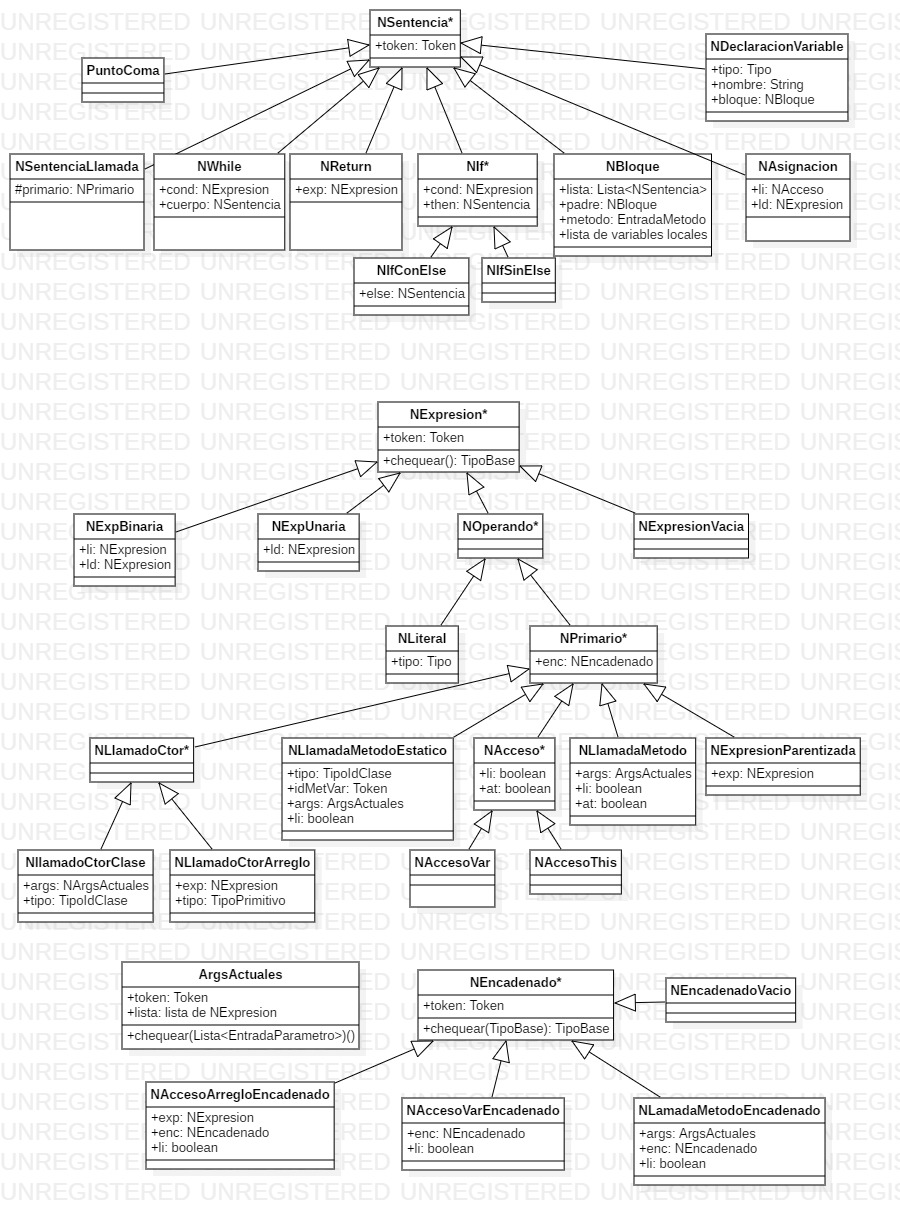 NSentencia*
+token: Token
PuntoComa
NDeclaracionVariable
+tipo: Tipo
+nombre: String
+bloque: NBloque
NSentenciaLlamada
#primario: NPrimario
NWhile
+cond: NExpresion
+cuerpo: NSentencia
NReturn
+exp: NExpresion
NIf*
+cond: NExpresion
+then: NSentencia
NBloque
+lista: Lista<NSentencia>
+padre: NBloque
+metodo: EntradaMetodo
+lista de variables locales
NAsignacion
+li: NAcceso
+ld: NExpresion
NIfConElse
+else: NSentencia
NIfSinElse
NExpresion*
+token: Token
+chequear(): TipoBase
NExpBinaria
+li: NExpresion
+ld: NExpresion
NExpUnaria
+ld: NExpresion
NOperando*
NExpresionVacia
NLiteral
+tipo: Tipo
NPrimario*
+enc: NEncadenado
NLlamadoCtor*
NLlamadaMetodoEstatico
+tipo: TipoIdClase
+idMetVar: Token
+args: ArgsActuales
+li: boolean
NAcceso*
+li: boolean
+at: boolean
NLlamadaMetodo
+args: ArgsActuales
+li: boolean
+at: boolean
NExpresionParentizada
+exp: NExpresion
NllamadoCtorClase
+args: NArgsActuales
+tipo: TipoIdClase
NLlamadoCtorArreglo
+exp: NExpresion
+tipo: TipoPrimitivo
NAccesoVar
NAccesoThis
ArgsActuales
+token: Token
+lista: lista de NExpresion
+chequear(Lista<EntradaParametro>)()
NEncadenado*
+token: Token
+chequear(TipoBase): TipoBase
NEncadenadoVacio
NAccesoArregloEncadenado
+exp: NExpresion
+enc: NEncadenado
+li: boolean
NAccesoVarEncadenado
+enc: NEncadenado
+li: boolean
NLamadaMetodoEncadenado
+args: ArgsActuales
+enc: NEncadenado
+li: boolean